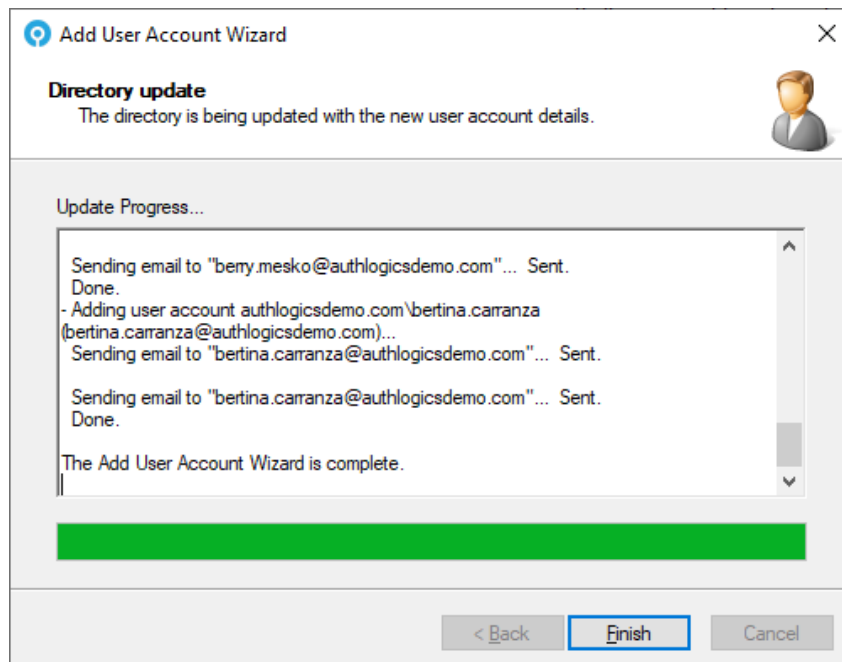 Add User Account Wizard
Directory update
The directory is being updated with the new user account details.
Update Progress...
Sending email to "berry.mesko@authlogicsdemo.com"... Sent.
Done.
- Adding user account authlogicsdemo.com\bertina.carranza
(bertina.carranza@authlogicsdemo.com)...
Sending email to "bertina.carranza@authlogicsdemo.com"... Sent.
Sending email to "bertina.carranza@authlogicsdemo.com"... Sent.
Done.
The Add User Account Wizard is complete.
< Back Finish Cancel